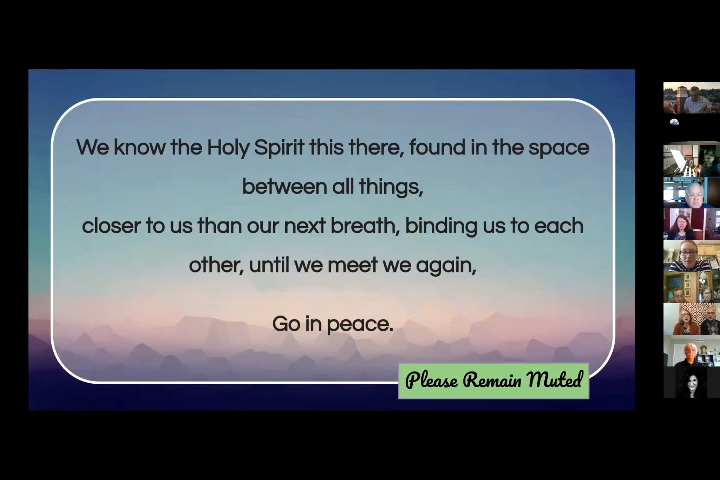 We know the Holy Spirit this there, found in the space
between all things,
closer to us than our next breath, binding us to each
other, until we meet we again,
Go in peace.
Please Remain Muted